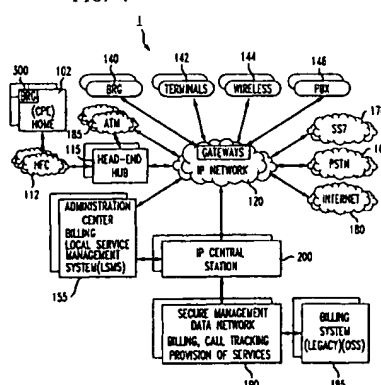 1
140
142
144
146
300
102
BRG
TERMINALS
WIRELESS
PBX
BRG
(CPE)
HOME
185
ATM
SS7
115
GATEWAYS
HFC
HEAD-END
HUB
IP NETWORK
PSTN
112
120
INTERNET
180
ADMINISTRATION
CENTER
BILLING
LOCAL SERVICE
MANAGEMENT
SYSTEM(LSMS)
IP CENTRAL
STATION
200
155
SECURE MANAGEMENT
DATA NETWORK
BILLING, CALL TRACKING
PROVISION OF SERVICES
BILLING
SYSTEM
(LEGACY)(OSS)
190